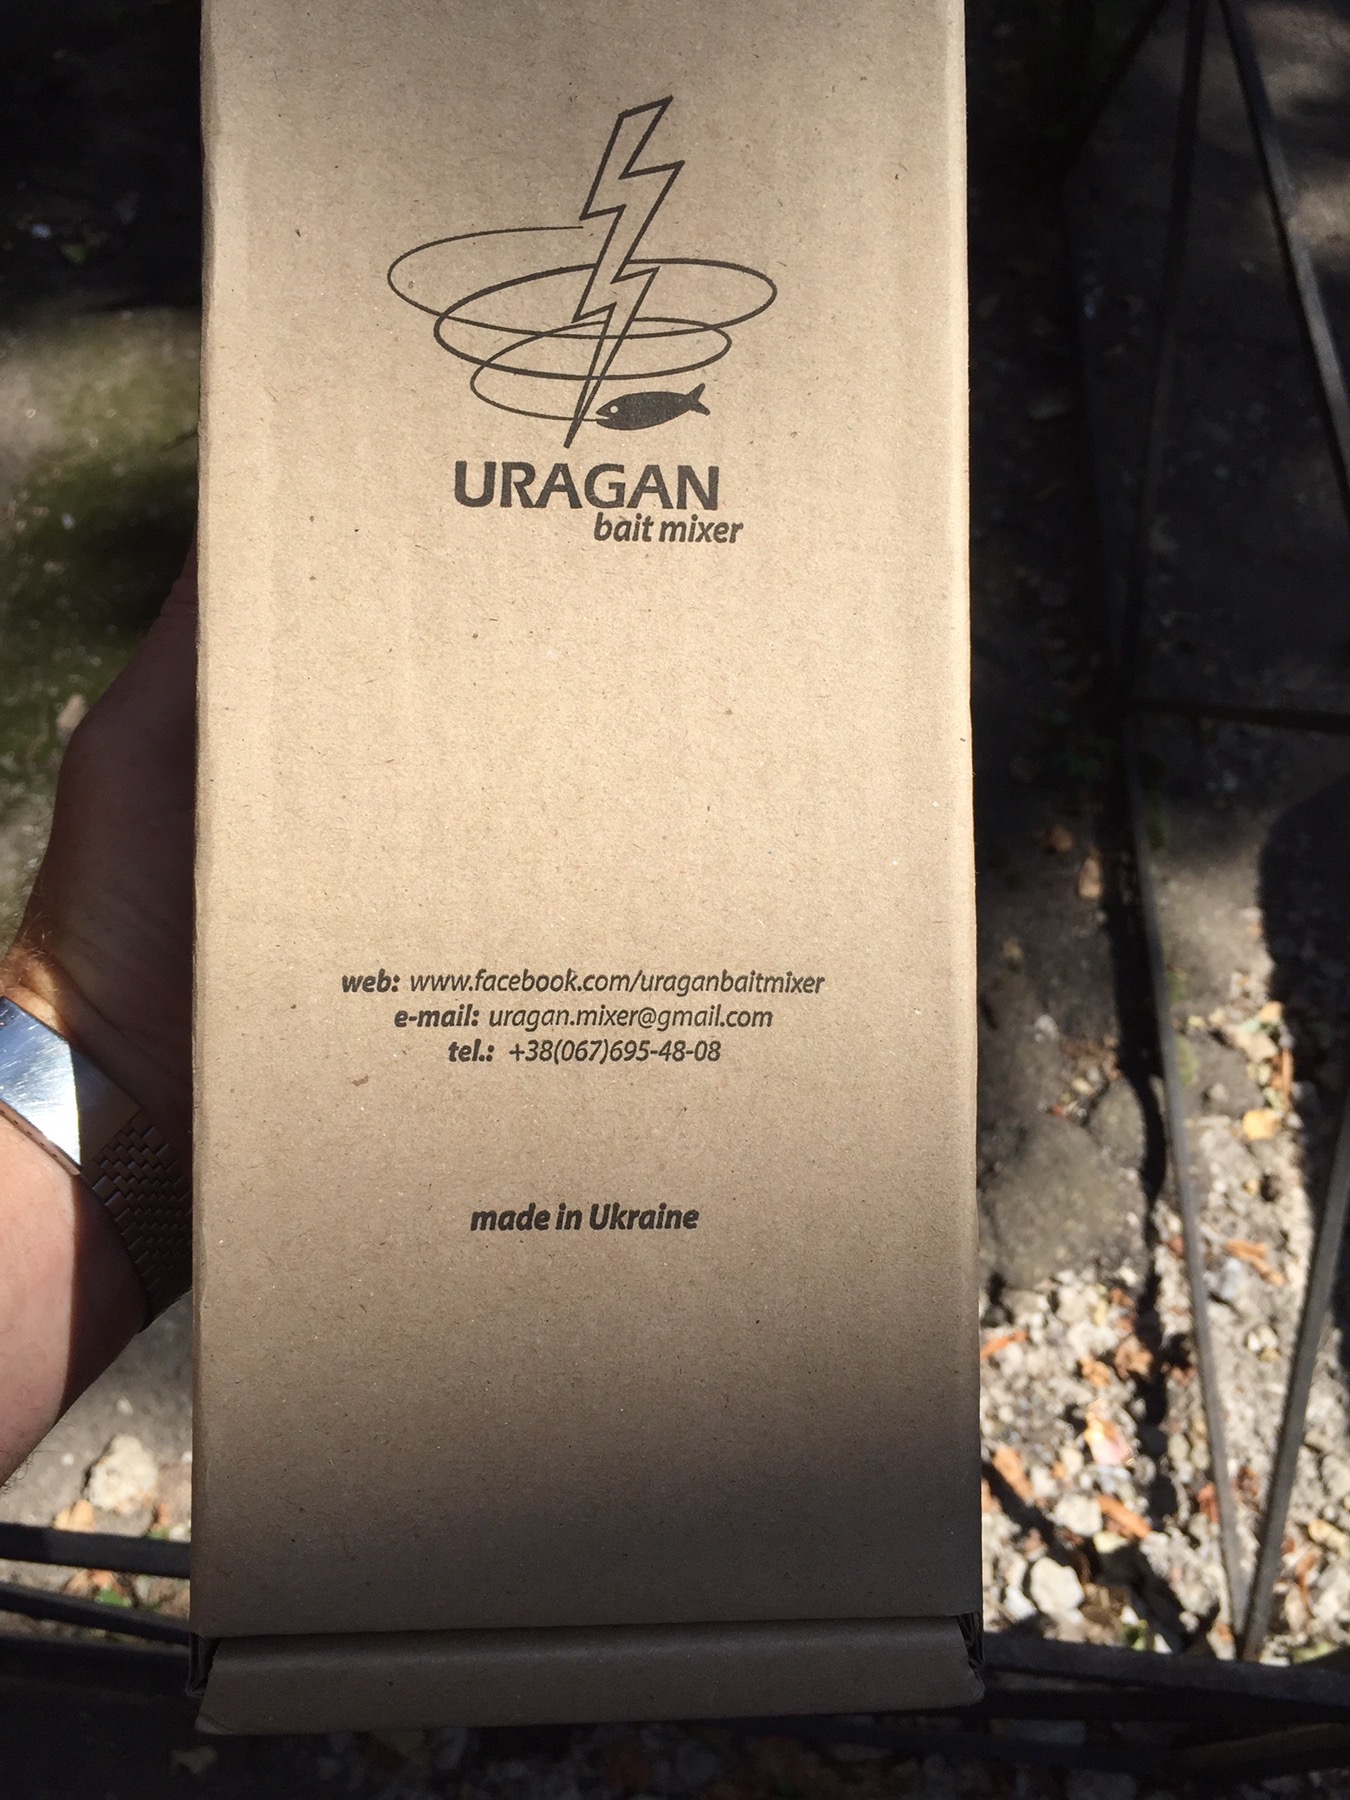 URAGAN
bait mixer
web: www.facebook.com/uraganbaitmixer
e-mail: uragan.mixer@gmail.com
tel.: +38(067)695-48-08
made in Ukraine